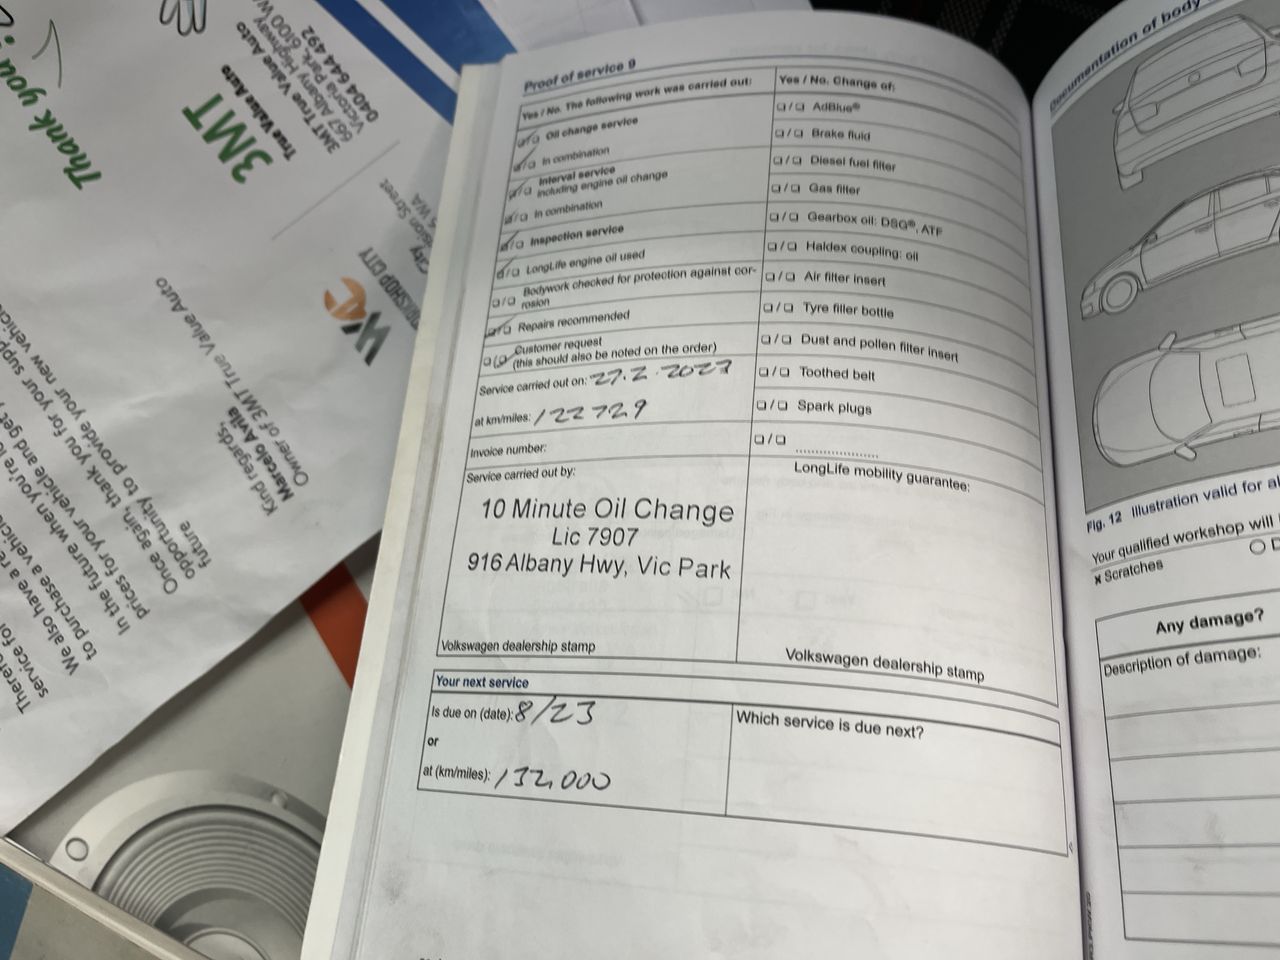 Thank you
3MT
True Value Auto
3MT True Value Auto
667 Albany Highway
Victoria Park,
6100 W
0404 644 492
City
WORKSHOP CITY
Kind regards,
Marcelo Avila
Owner of 3MT True Value Auto
Once again, thank you for your
opportunity to provide your new vehicle
future
In the future when you're
prices for your vehicle and get
We also have a
to purchase a vehicle
service for
Proof of service 9
Yes / No. The following work was carried out:
❑/❑ Oil change service
❑/❑ In combination
❑/❑ Interval service
including engine oil change
❑/❑ In combination
❑/❑ Inspection service
❑/❑ LongLife engine oil used
❑/❑ Bodywork checked for protection against cor-
rosion
❑/❑ Repairs recommended
❑/❑ Customer request
(this should also be noted on the order)
Service carried out on: 27.2.2023
at km/miles: 122729
Invoice number:
Service carried out by:
10 Minute Oil Change
Lic 7907
916 Albany Hwy, Vic Park
Volkswagen dealership stamp
Yes / No. Change of:
❑/❑ AdBlue®
❑/❑ Brake fluid
❑/❑ Diesel fuel filter
❑/❑ Gas filter
❑/❑ Gearbox oil: DSG®, ATF
❑/❑ Haldex coupling: oil
❑/❑ Air filter insert
❑/❑ Tyre filler bottle
❑/❑ Dust and pollen filter insert
❑/❑ Toothed belt
❑/❑ Spark plugs
❑/❑ ....................
LongLife mobility guarantee:
Volkswagen dealership stamp
Your next service
Is due on (date): 8/23
or
at (km/miles): 132,000
Which service is due next?
Documentation of body
Fig. 12 Illustration valid for al
Your qualified workshop will
x Scratches
Any damage?
Description of damage: